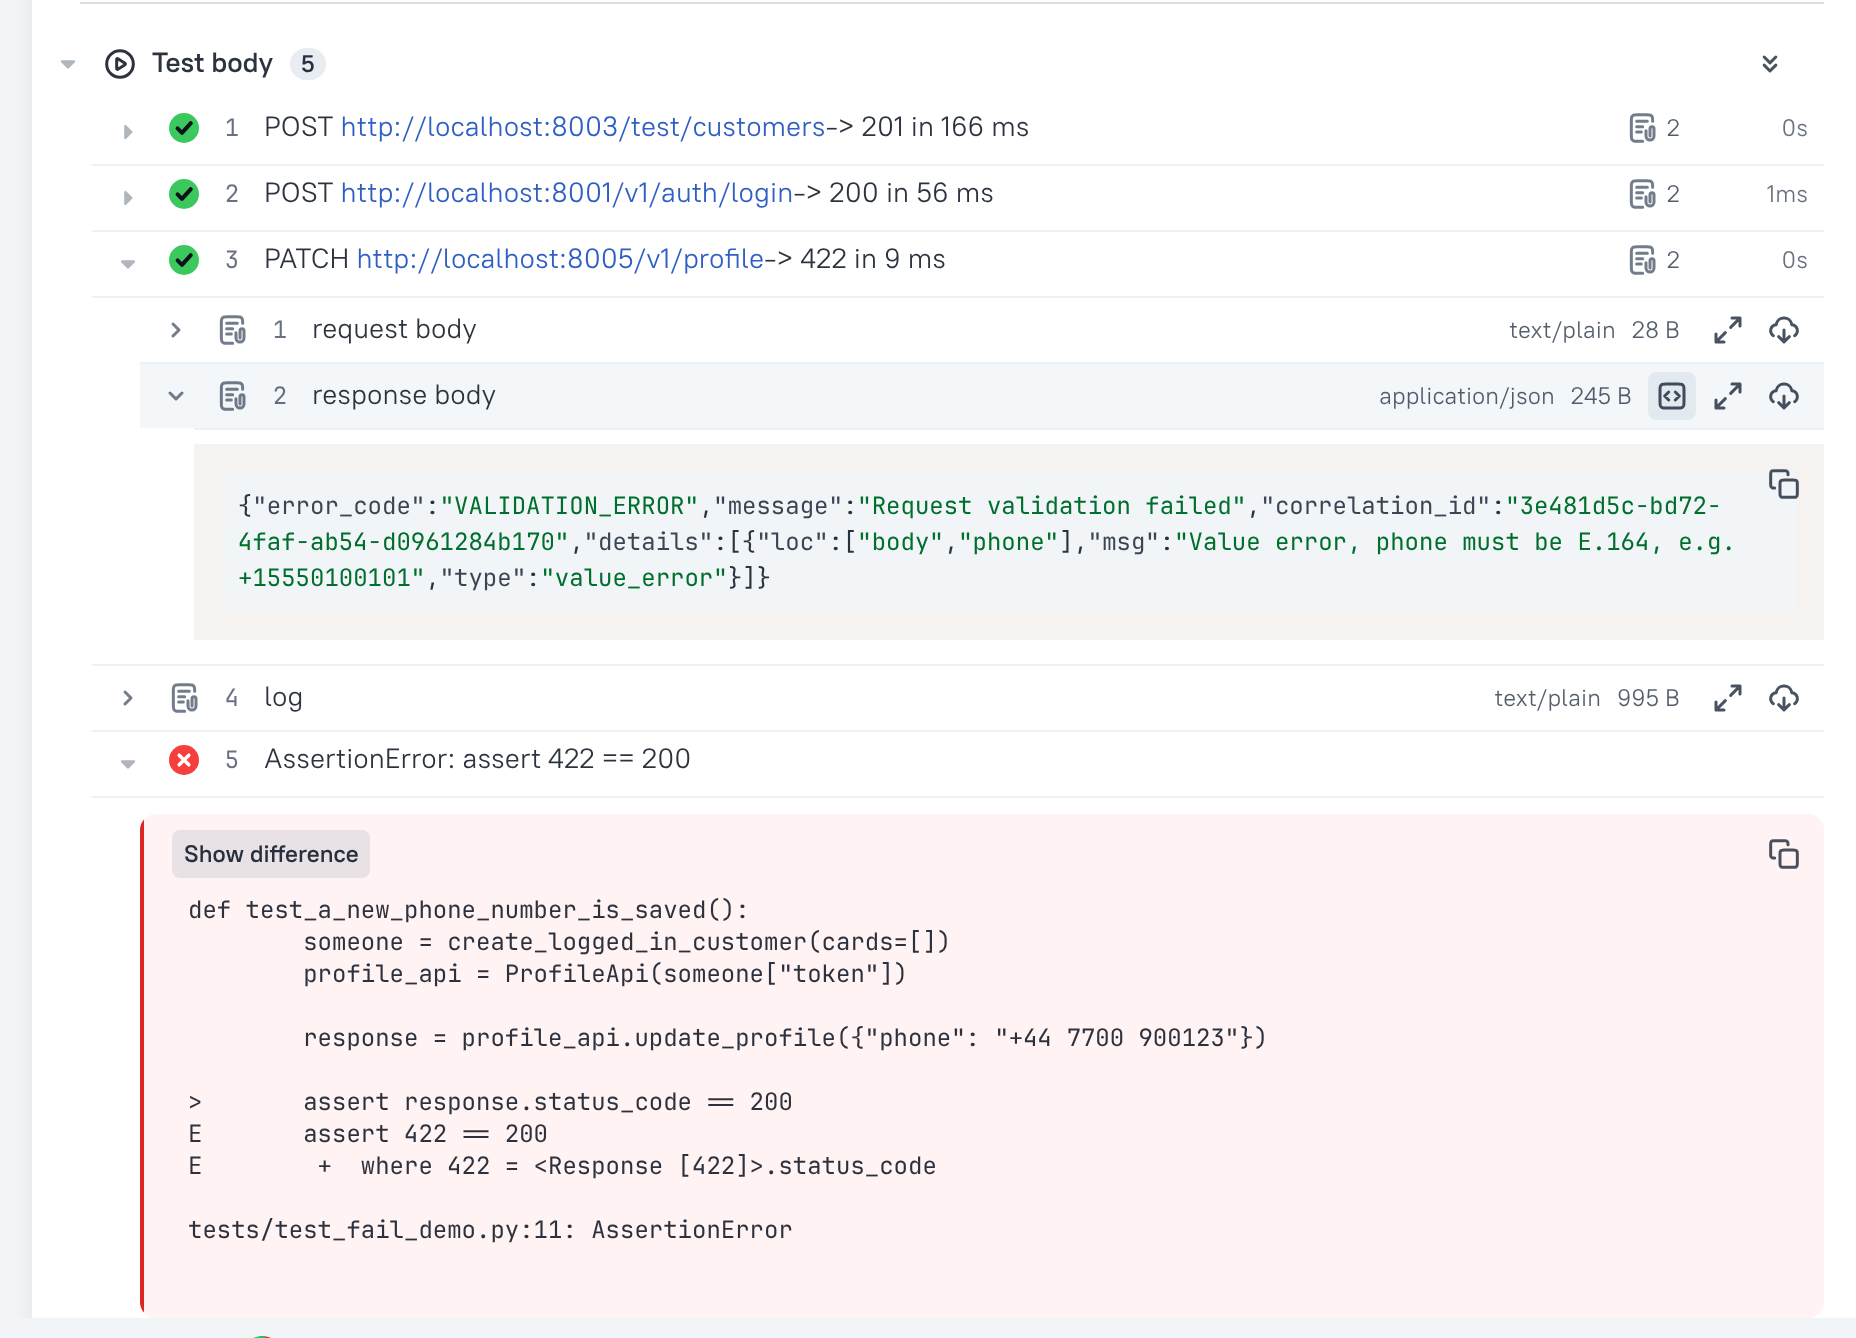 Test body 5
1 POST http://localhost:8003/test/customers-> 201 in 166 ms 2 0s
2 POST http://localhost:8001/v1/auth/login-> 200 in 56 ms 2 1ms
3 PATCH http://localhost:8005/v1/profile-> 422 in 9 ms 2 0s
1 request body text/plain 28 B
2 response body application/json 245 B
{"error_code":"VALIDATION_ERROR","message":"Request validation failed","correlation_id":"3e481d5c-bd72-
4faf-ab54-d0961284b170","details":[{"loc":["body","phone"],"msg":"Value error, phone must be E.164, e.g.
+15550100101","type":"value_error"}]}
4 log text/plain 995 B
5 AssertionError: assert 422 == 200
Show difference
def test_a_new_phone_number_is_saved():
        someone = create_logged_in_customer(cards=[])
        profile_api = ProfileApi(someone["token"])
        response = profile_api.update_profile({"phone": "+44 7700 900123"})
>       assert response.status_code == 200
E       assert 422 == 200
E        +  where 422 = <Response [422]>.status_code
tests/test_fail_demo.py:11: AssertionError